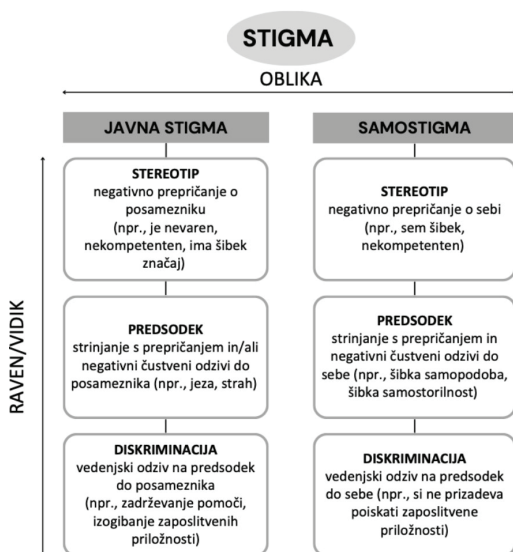 STIGMA
OBLIKA
JAVNA STIGMA
STEREOTIP
negativno prepričanje o
posamezniku
(npr., je nevaren,
nekompetenten, ima šibek
značaj)
PREDSODEK
strinjanje s prepričanjem in/ali
negativni čustveni odzivi do
posameznika (npr., jeza, strah)
DISKRIMINACIJA
vedenjski odziv na predsodek
do posameznika
(npr., zadrževanje pomoči,
izogibanje zaposlitvenih
priložnosti)
SAMOSTIGMA
STEREOTIP
negativno prepričanje o sebi
(npr., sem šibek,
nekompetenten)
PREDSODEK
strinjanje s prepričanjem in
negativni čustveni odzivi do
sebe (npr., šibka samopodoba,
šibka samostorilnost)
DISKRIMINACIJA
vedenjski odziv na predsodek
do sebe (npr., si ne prizadeva
poiskati zaposlitvene
priložnosti)
RAVEN/VIDIK